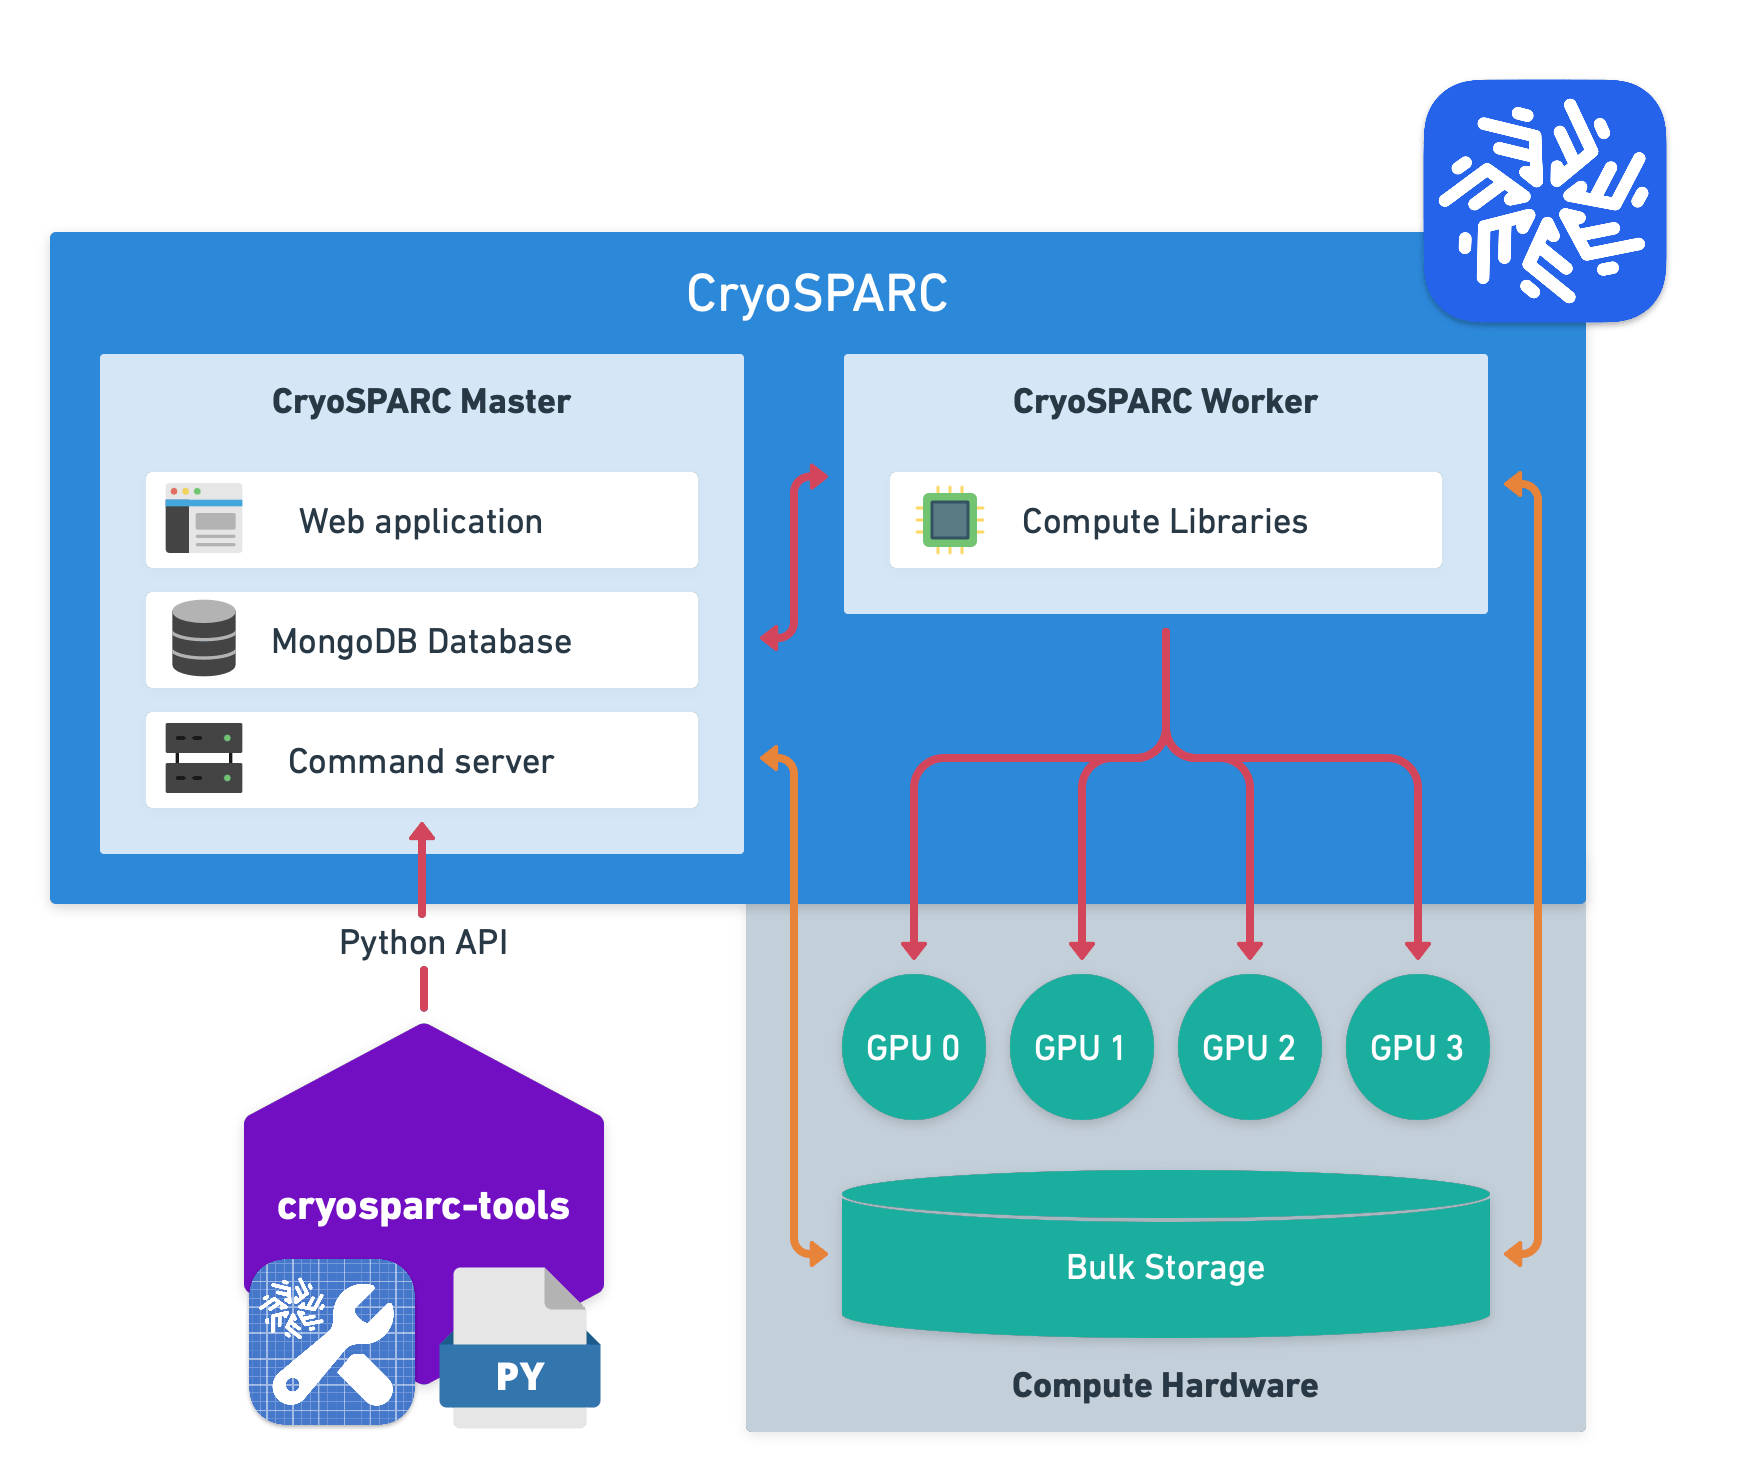 CryoSPARC
CryoSPARC Master
Web application
MongoDB Database
Command server
CryoSPARC Worker
Compute Libraries
Python API
cryosparc-tools
PY
GPU 0
GPU 1
GPU 2
GPU 3
Bulk Storage
Compute Hardware